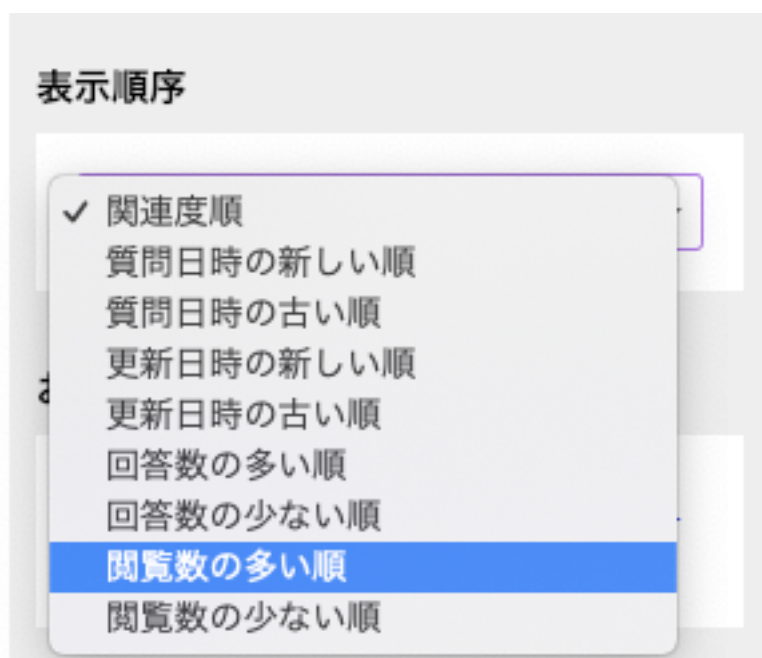 表示順序
✓ 関連度順
質問日時の新しい順
質問日時の古い順
更新日時の新しい順
更新日時の古い順
回答数の多い順
回答数の少ない順
閲覧数の多い順
閲覧数の少ない順